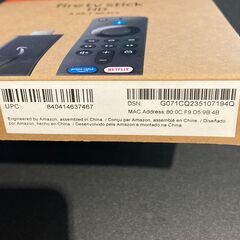 fire tv stick
HD
NETFLIX
UPC: 840414637467
DSN: G071CQ235107194Q
MAC Address: 80:0C:F9:D5:9B:4B
Engineered by Amazon, assembled in China. / Conçu par Amazon, assemblé en Chine. / Diseñado
por Amazon, hecho en China. / Desenvolvido pela Amazon e montado na China.